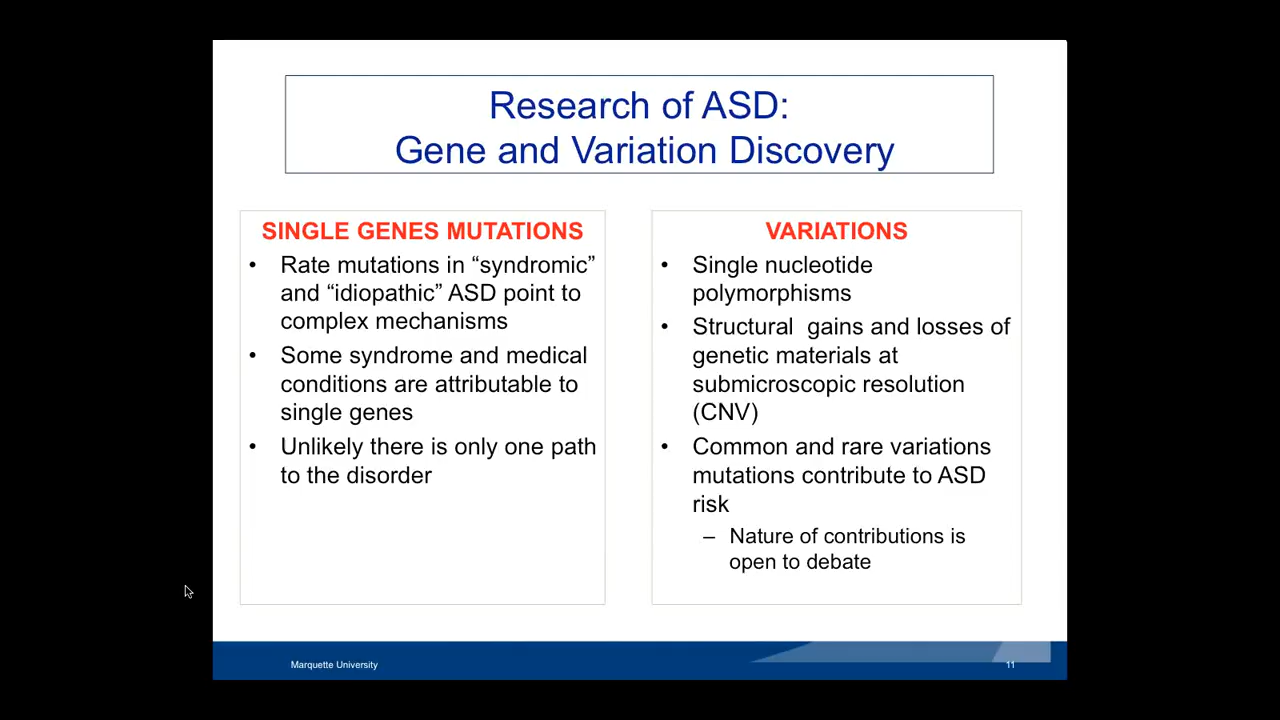 Research of ASD:
Gene and Variation Discovery
SINGLE GENES MUTATIONS
• Rate mutations in “syndromic”
and “idiopathic” ASD point to
complex mechanisms
• Some syndrome and medical
conditions are attributable to
single genes
• Unlikely there is only one path
to the disorder
VARIATIONS
• Single nucleotide
polymorphisms
• Structural gains and losses of
genetic materials at
submicroscopic resolution
(CNV)
• Common and rare variations
mutations contribute to ASD
risk
– Nature of contributions is
open to debate
Marquette University
11